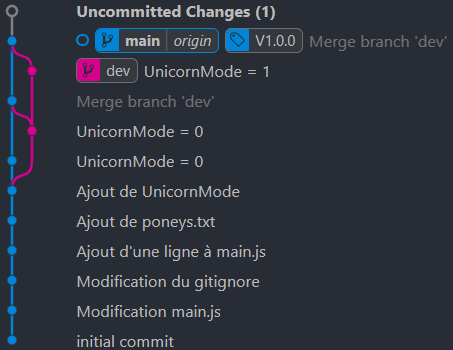 Uncommitted Changes (1)
main origin V1.0.0 Merge branch 'dev'
dev UnicornMode = 1
Merge branch 'dev'
UnicornMode = 0
UnicornMode = 0
Ajout de UnicornMode
Ajout de poneys.txt
Ajout d'une ligne à main.js
Modification du gitignore
Modification main.js
initial commit